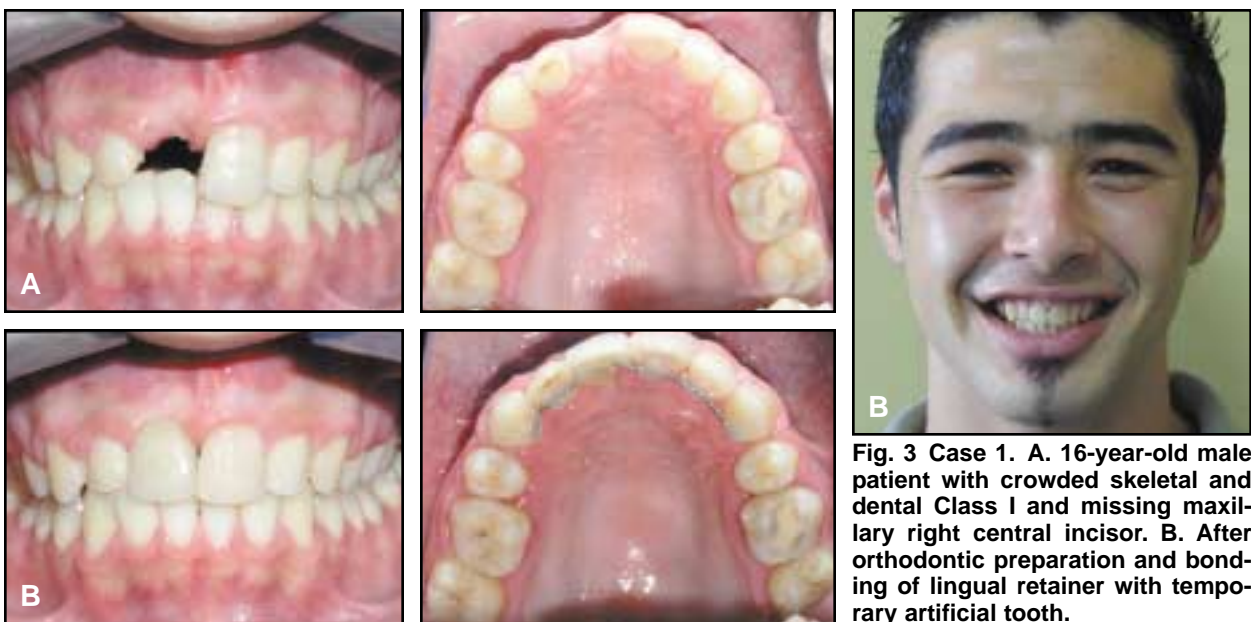 A
B
B
Fig. 3 Case 1. A. 16-year-old male
patient with crowded skeletal and
dental Class I and missing maxil-
lary right central incisor. B. After
orthodontic preparation and bond-
ing of lingual retainer with tempo-
rary artificial tooth.